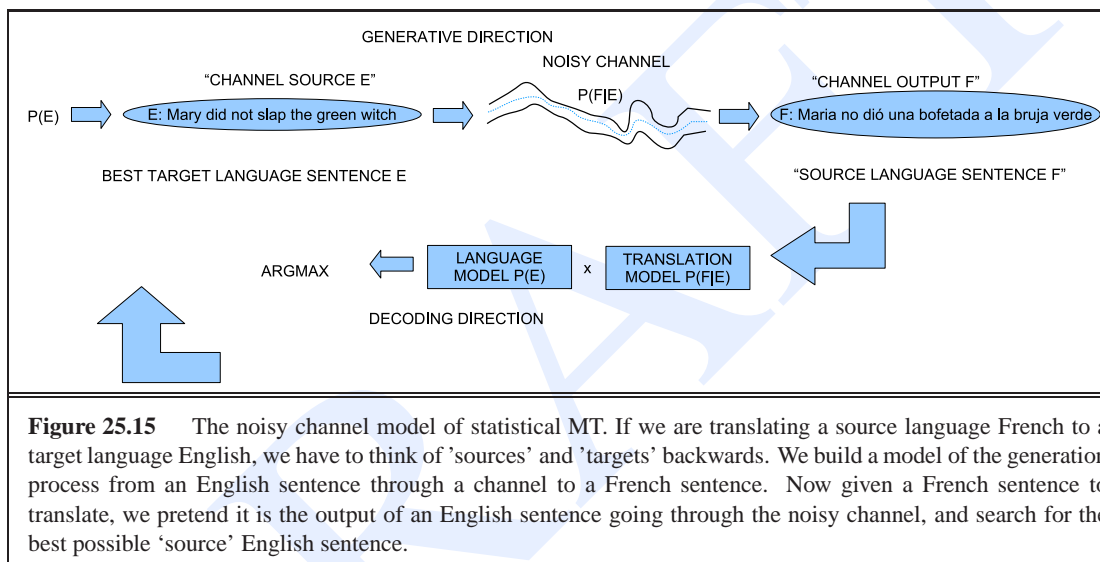 GENERATIVE DIRECTION
NOISY CHANNEL
"CHANNEL SOURCE E"
"CHANNEL OUTPUT F"
P(F|E)
P(E)
E: Mary did not slap the green witch
F: Maria no dió una bofetada a la bruja verde
BEST TARGET LANGUAGE SENTENCE E
"SOURCE LANGUAGE SENTENCE F"
ARGMAX
LANGUAGE
MODEL P(E)
x
TRANSLATION
MODEL P(F|E)
DECODING DIRECTION
Figure 25.15 The noisy channel model of statistical MT. If we are translating a source language French to a
target language English, we have to think of 'sources' and 'targets' backwards. We build a model of the generation
process from an English sentence through a channel to a French sentence. Now given a French sentence to
translate, we pretend it is the output of an English sentence going through the noisy channel, and search for the
best possible 'source' English sentence.